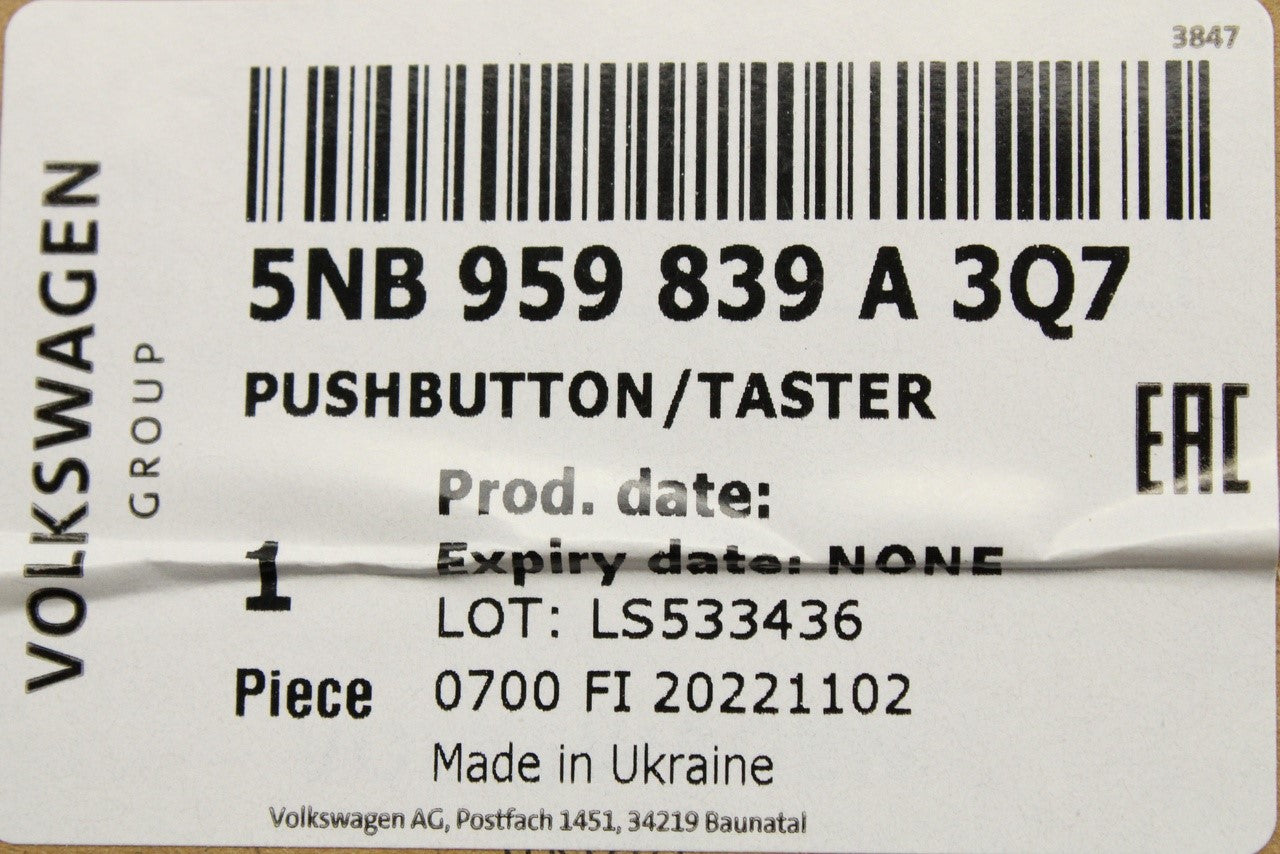 3847
VOLKSWAGEN
GROUP
5NB 959 839 A 3Q7
PUSHBUTTON/TASTER
EAC
Prod. date:
Expiry date: NONE
1
LOT: LS533436
Piece
0700 FI 20221102
Made in Ukraine
Volkswagen AG, Postfach 1451, 34219 Baunatal